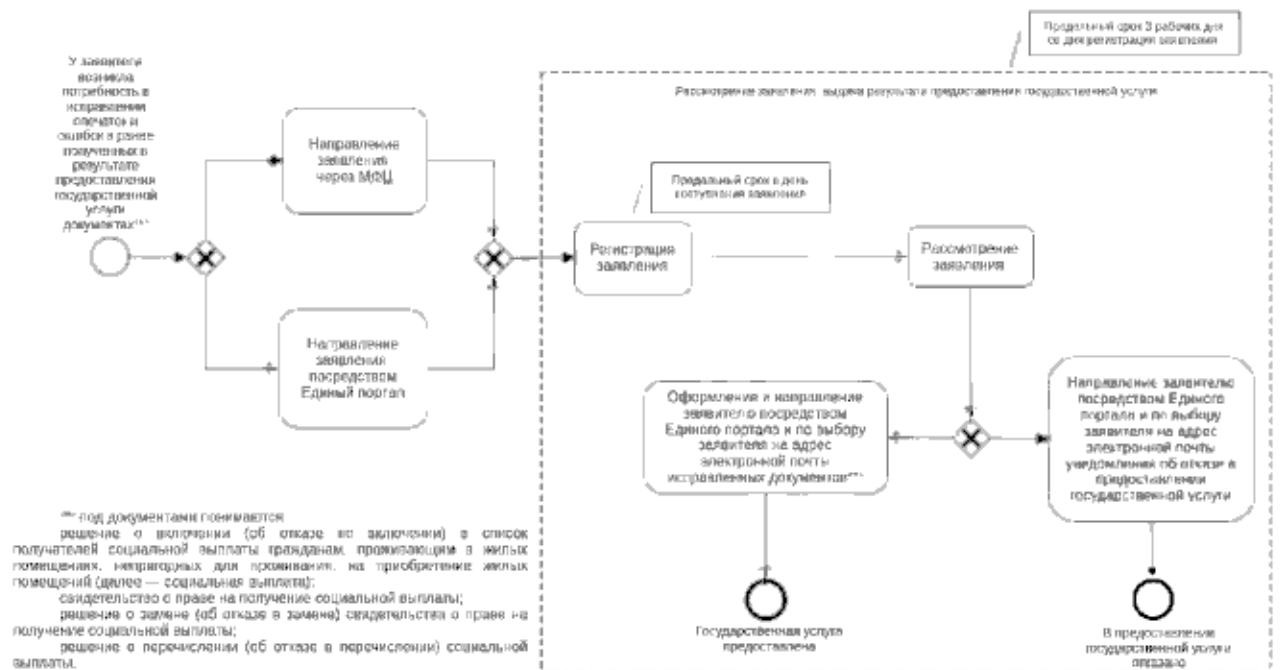 Предельный срок 3 рабочих дня
со дня регистрации заявления
У заявителя
возникла
потребность в
исправлении
опечаток и
ошибок в ранее
полученных в
результате
предоставления
государственной
услуги
документах
Рассмотрение заявления, выдача результата предоставления государственной услуги
Направление
заявления
через МФЦ
Предельный срок в день
поступления заявления
Регистрация
заявления
Рассмотрение
заявления
Направление
заявления
посредством
Единый портал
Оформление и направление
заявителю посредством
Единого портала и по выбору
заявителя на адрес
электронной почты
исправленных документов
Направление заявителю
посредством Единого
портала и по выбору
заявителя на адрес
электронной почты
уведомления об отказе в
предоставлении
государственной услуги
под документами понимаются
решение о включении (об отказе во включении) в список
получателей социальной выплаты гражданам, проживающим в жилых
помещениях, непригодных для проживания, на приобретение жилых
помещений (далее — социальная выплата);
свидетельство о праве на получение социальной выплаты;
решение о замене (об отказе в замене) свидетельства о праве на
получение социальной выплаты;
решение о перечислении (об отказе в перечислении) социальной
выплаты.
Государственная услуга
предоставлена
В предоставлении
государственной услуги
отказано